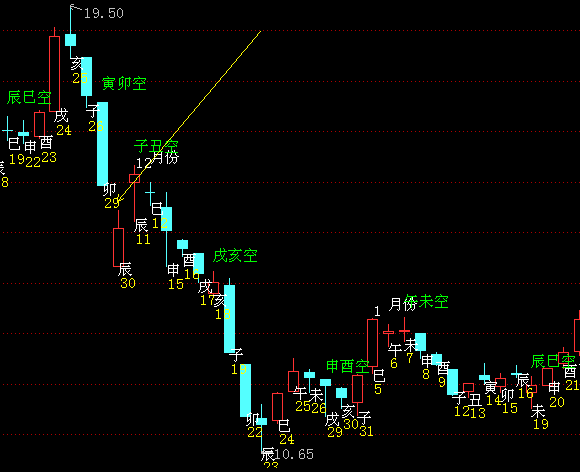 19.50
亥
25
寅卯空
辰巳空
子
26
戌
24
巳
19
申
22
酉
23
8
子丑空
12月份
卯
29
巳
辰
11
辰
30
申
15
酉
16
戌亥空
戌
17
亥
18
子
19
卯
22
巳
24
辰
23
10.65
午
25
未
26
申酉空
戌
29
亥
30
子
31
1月份
午未空
巳
5
午
6
未
7
申
8
酉
9
子
12
丑
13
寅
14
卯
15
辰
16
未
19
辰巳空
申
20
酉
21